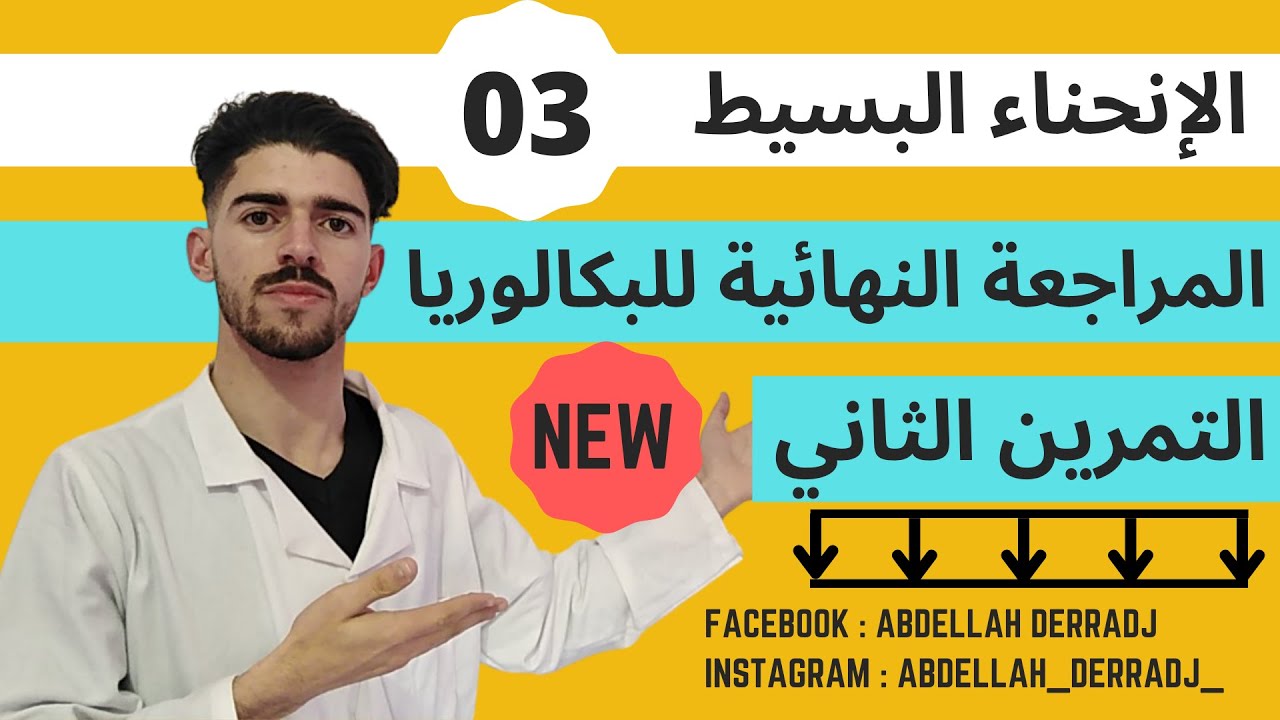 الإنحناء البسيط
03
المراجعة النهائية للبكالوريا
NEW
التمرين الثاني
FACEBOOK : ABDELLAH DERRADJ
INSTAGRAM : ABDELLAH_DERRADJ_